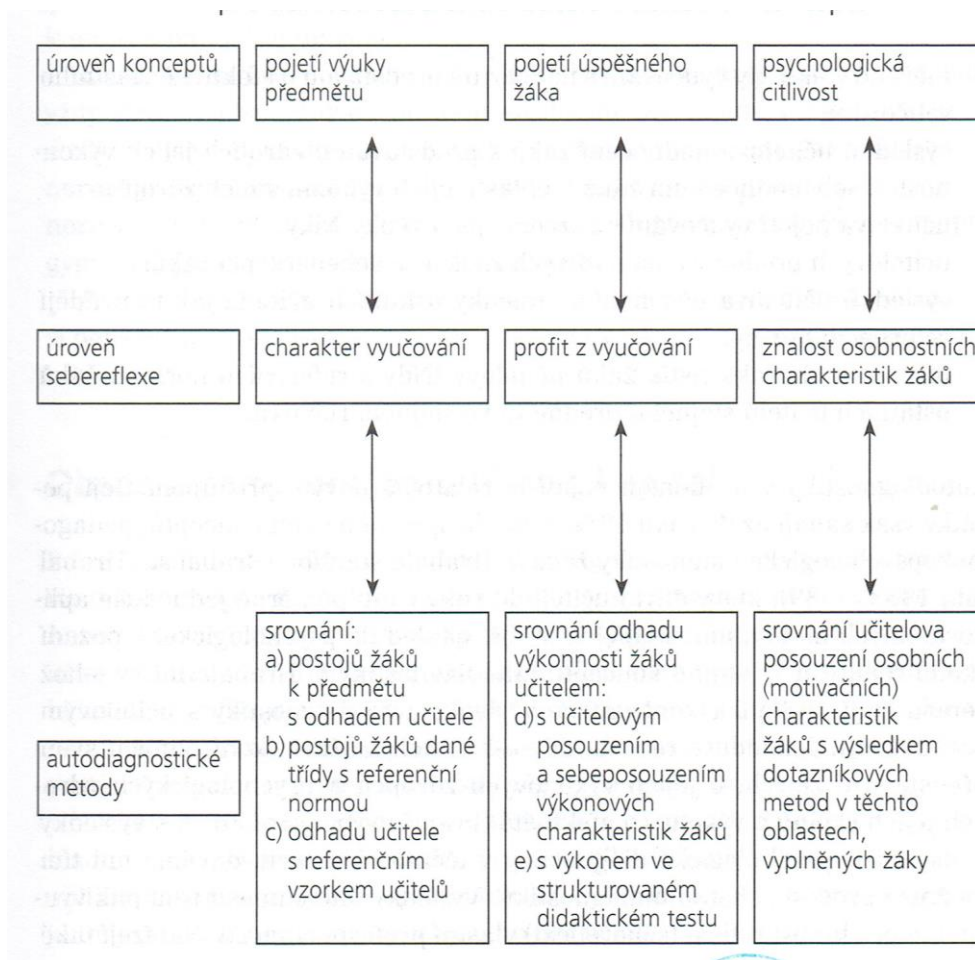 úroveň konceptů
pojetí výuky
předmětu
pojetí úspěšného
žáka
psychologická
citlivost
úroveň
sebereflexe
charakter vyučování
profit z vyučování
znalost osobnostních
charakteristik žáků
autodiagnostické
metody
srovnání:
a) postojů žáků
k předmětu
s odhadem učitele
b) postojů žáků dané
třídy s referenční
normou
c) odhadu učitele
s referenčním
vzorkem učitelů
srovnání odhadu
výkonnosti žáků
učitelem:
d) s učitelovým
posouzením
a sebeposouzením
výkonových
charakteristik žáků
e) s výkonem ve
strukturovaném
didaktickém testu
srovnání učitelova
posouzení osobních
(motivačních)
charakteristik
žáků s výsledkem
dotazníkových
metod v těchto
oblastech,
vyplněných žáky